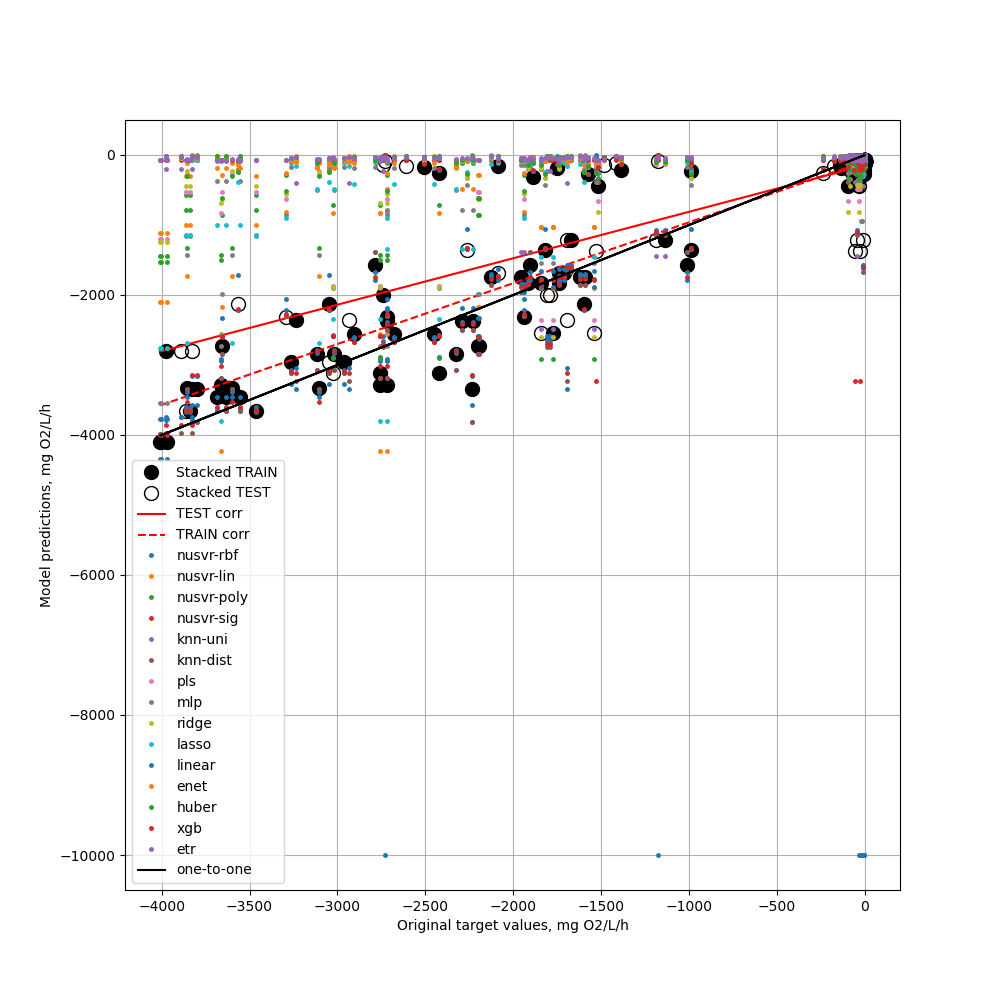 0
−2000
−4000
−6000
−8000
−10000
Model predictions, mg O2/L/h
Stacked TRAIN
Stacked TEST
TEST corr
TRAIN corr
nusvr-rbf
nusvr-lin
nusvr-poly
nusvr-sig
knn-uni
knn-dist
pls
mlp
ridge
lasso
linear
enet
huber
xgb
etr
one-to-one
−4000 −3500 −3000 −2500 −2000 −1500 −1000 −500 0
Original target values, mg O2/L/h